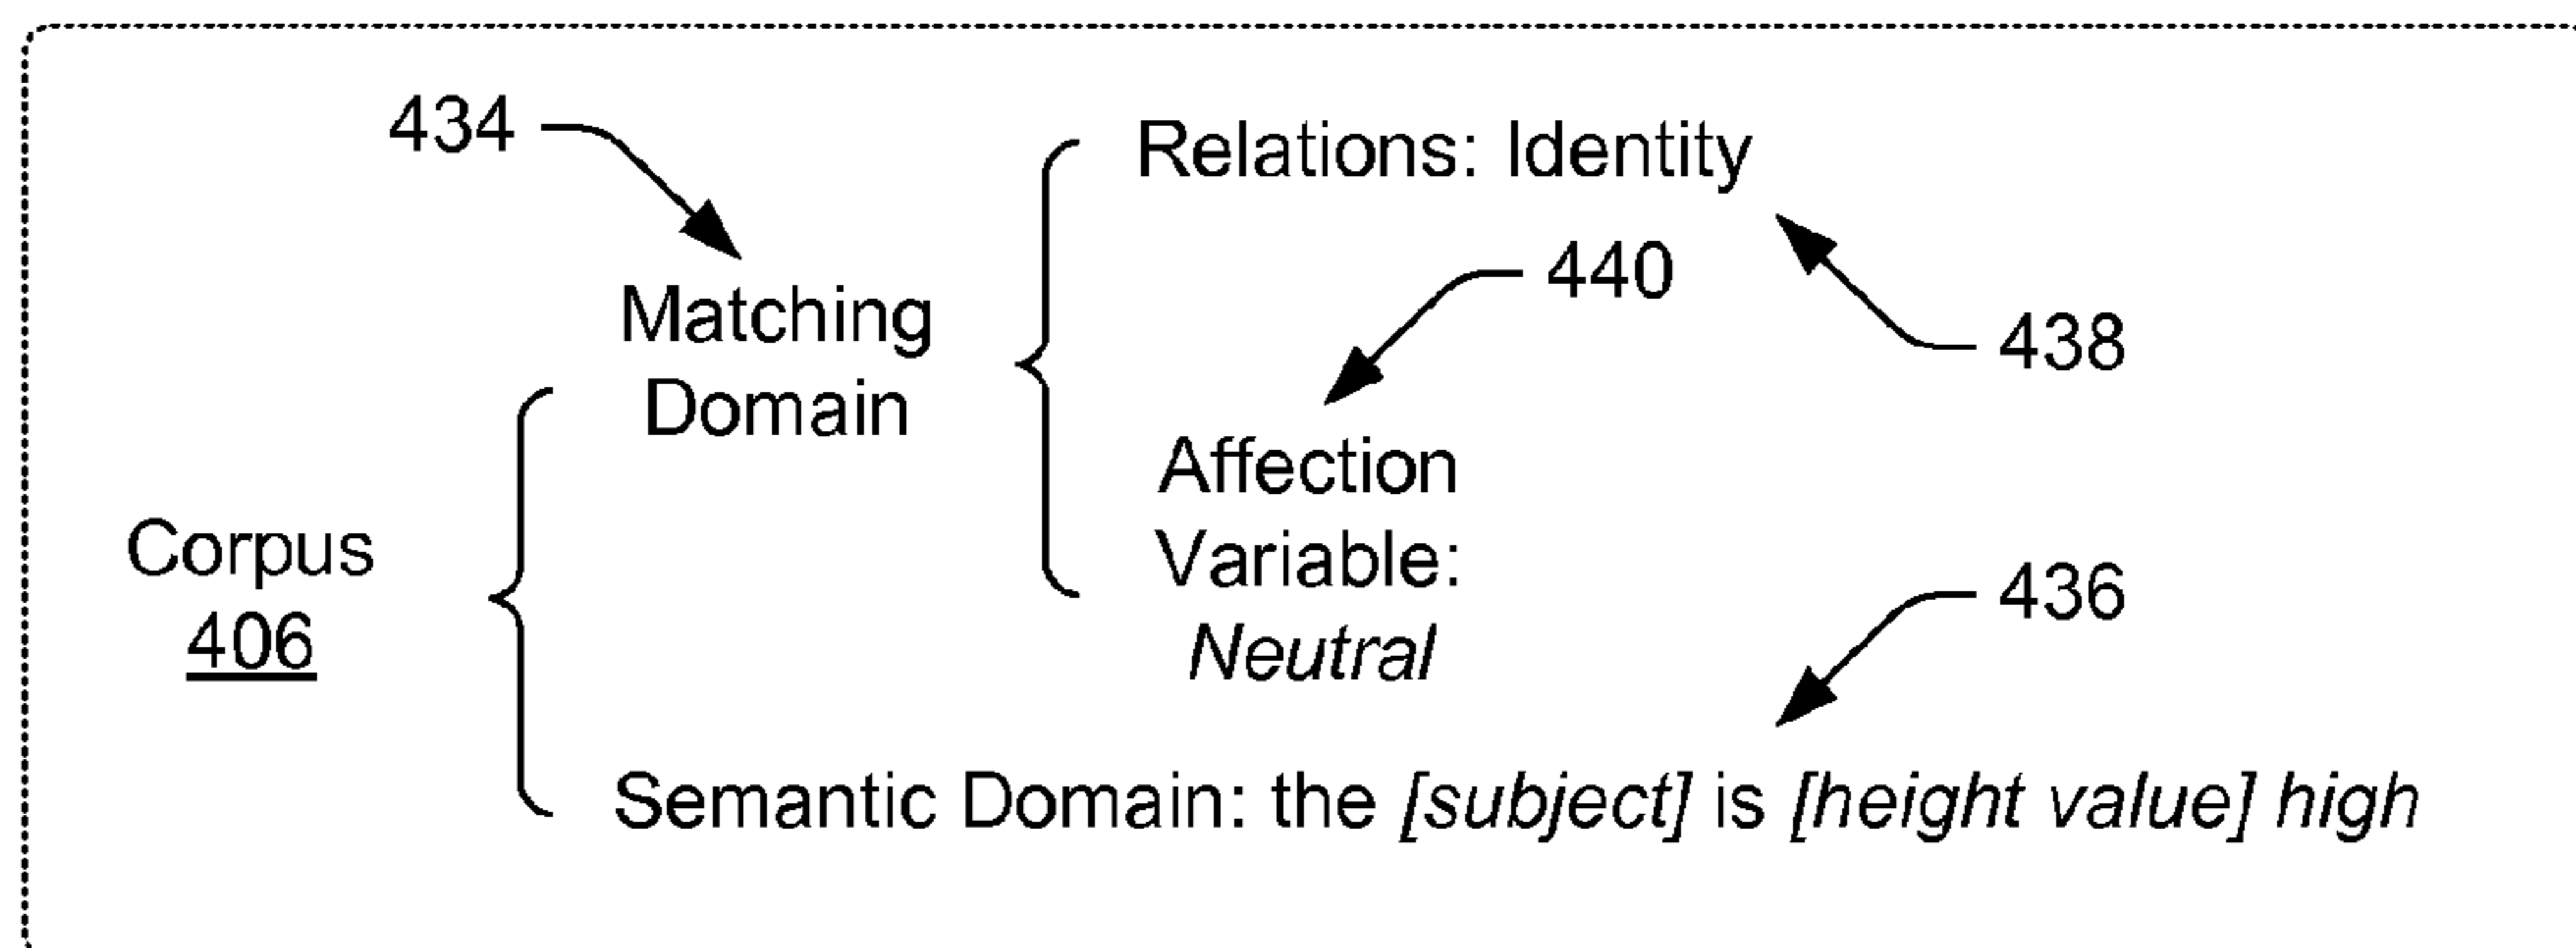 434
Relations: Identity
440
Matching
Domain
438
Affection
Variable:
Neutral
Corpus
406
436
Semantic Domain: the [subject] is [height value] high